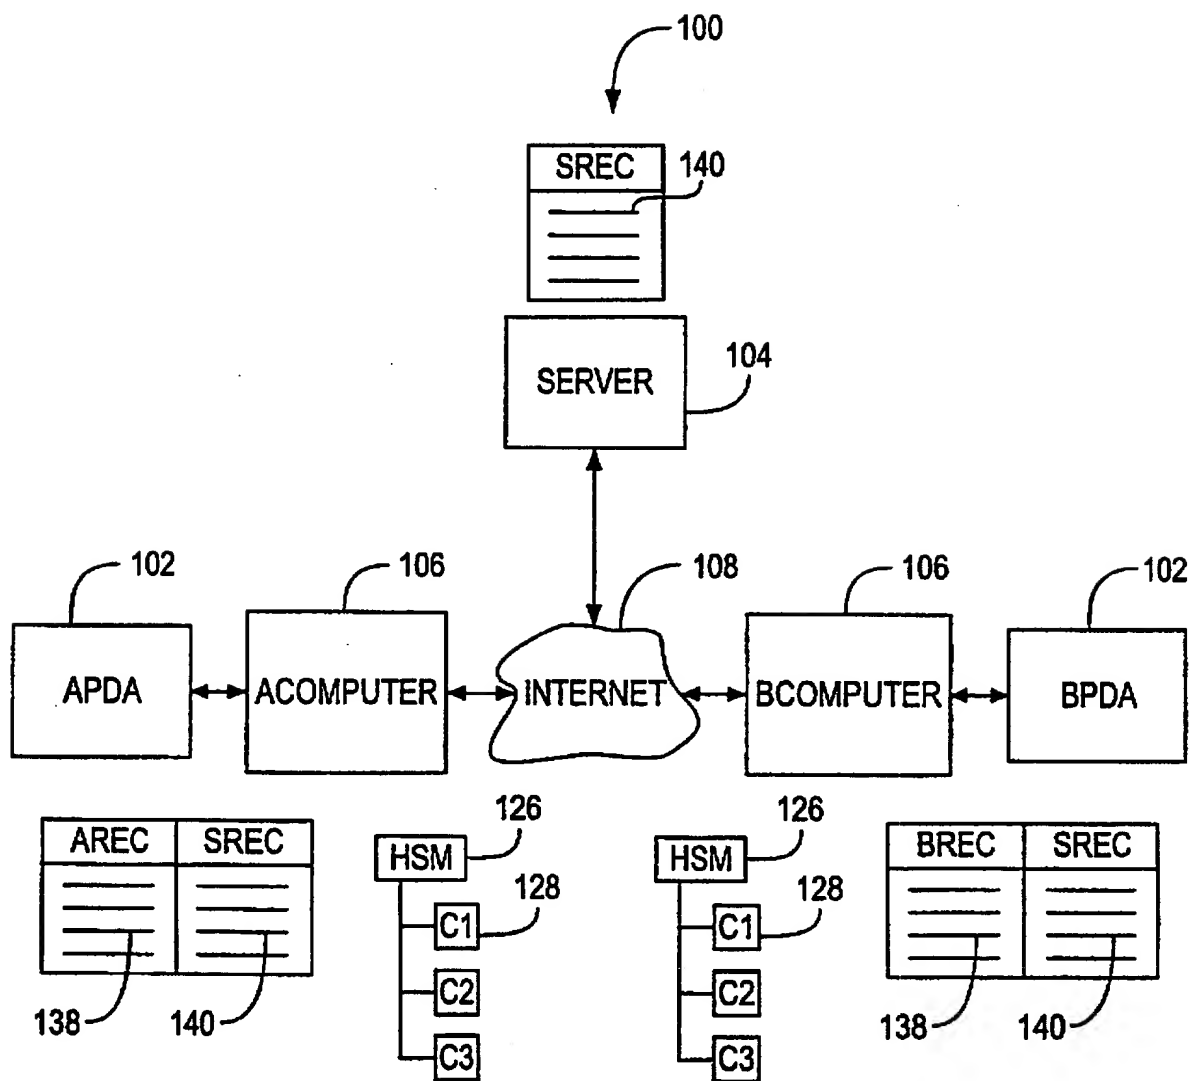 100
SREC
140
SERVER
104
102
106
108
106
102
APDA
ACOMPUTER
INTERNET
BCOMPUTER
BPDA
AREC SREC
138
140
HSM
126
C1
128
C2
C3
HSM
126
C1
128
C2
C3
BREC SREC
138
140